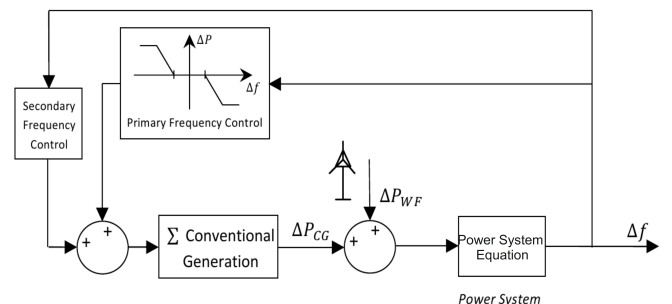 ΔP
Δf
Primary Frequency Control
Secondary
Frequency
Control
ΔP_WF
+ +
Σ Conventional
Generation
ΔP_CG
+ +
Power System
Equation
Δf
Power System